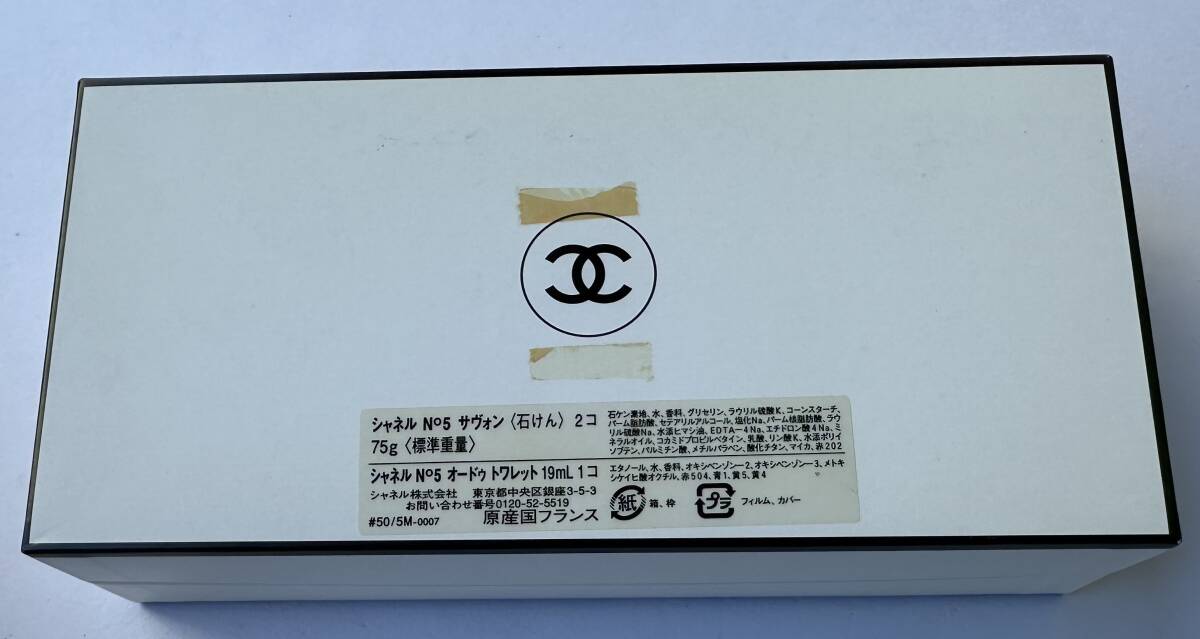 シャネル Nº5 サヴォン〈石けん〉2コ
75g〈標準重量〉
石ケン素地、水、香料、グリセリン、ラウリル硫酸K、コーンスターチ、
パーム脂肪酸、セテアリルアルコール、塩化Na、パーム核脂肪酸、ラウ
リル硫酸Na、水添ヒマシ油、EDTA-4Na、エチドロン酸4Na、ミ
ネラルオイル、コカミドプロピルベタイン、乳酸、リン酸K、水添ポリイ
ソブテン、パルミチン酸、メチルパラベン、酸化チタン、マイカ、赤202
シャネル Nº5 オードゥ トワレット 19mL 1コ
エタノール、水、香料、オキシベンゾン-2、オキシベンゾン-3、メトキ
シケイヒ酸オクチル、赤504、青1、黄5、黄4
シャネル株式会社 東京都中央区銀座3-5-3
お問い合わせ番号0120-52-5519
#50/5M-0007 原産国フランス
紙 箱、枠 プラ フィルム、カバー